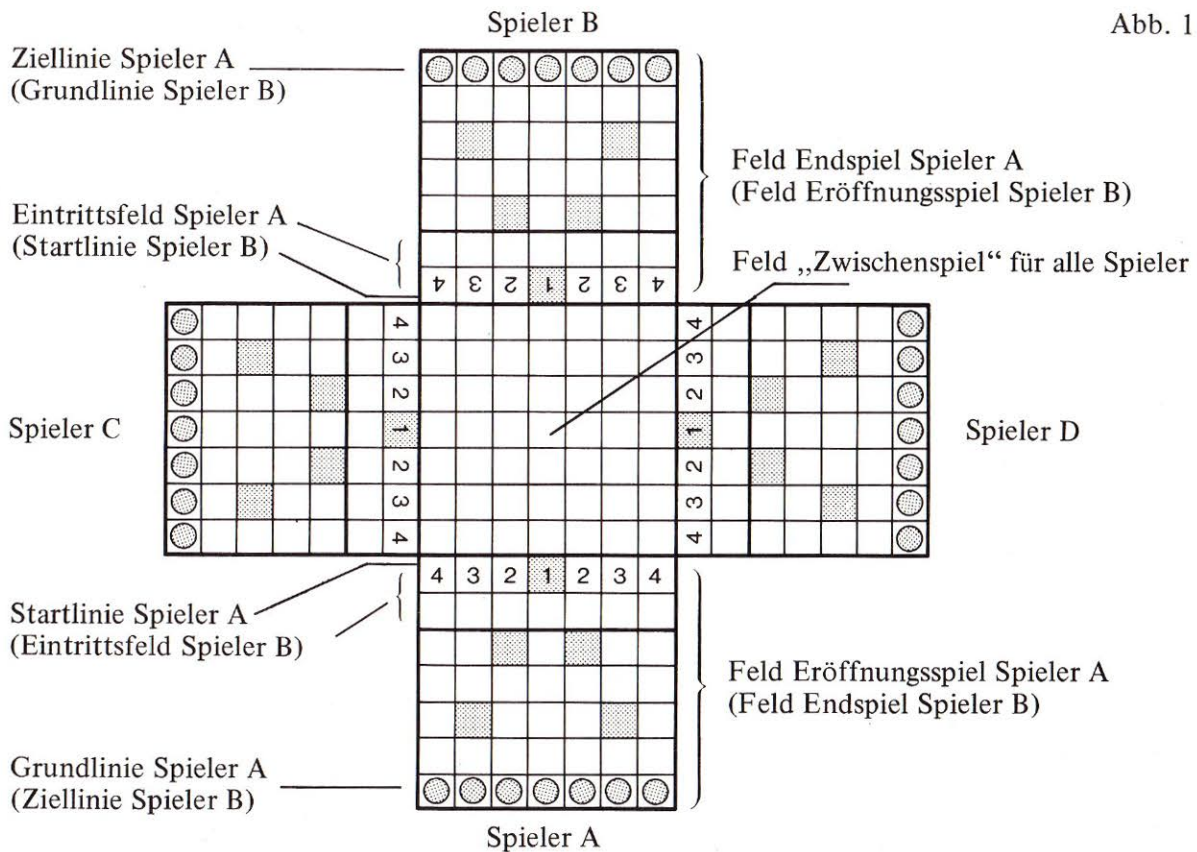 Spieler B
Abb. 1
Ziellinie Spieler A
(Grundlinie Spieler B)
Feld Endspiel Spieler A
(Feld Eröffnungsspiel Spieler B)
Eintrittsfeld Spieler A
(Startlinie Spieler B)
Feld „Zwischenspiel“ für alle Spieler
4 3 2 1 2 3 4
4 4
3 3
2 2
Spieler C
1 1
Spieler D
2 2
3 3
4 4
4 3 2 1 2 3 4
Startlinie Spieler A
(Eintrittsfeld Spieler B)
Feld Eröffnungsspiel Spieler A
(Feld Endspiel Spieler B)
Grundlinie Spieler A
(Ziellinie Spieler B)
Spieler A